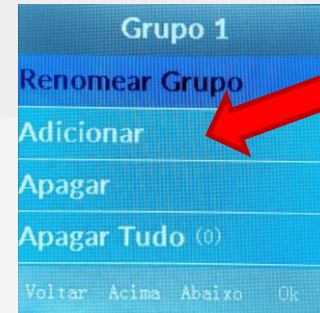 Grupo 1
Renomear Grupo
Adicionar
Apagar
Apagar Tudo (0)
Voltar Acima Abaixo Ok